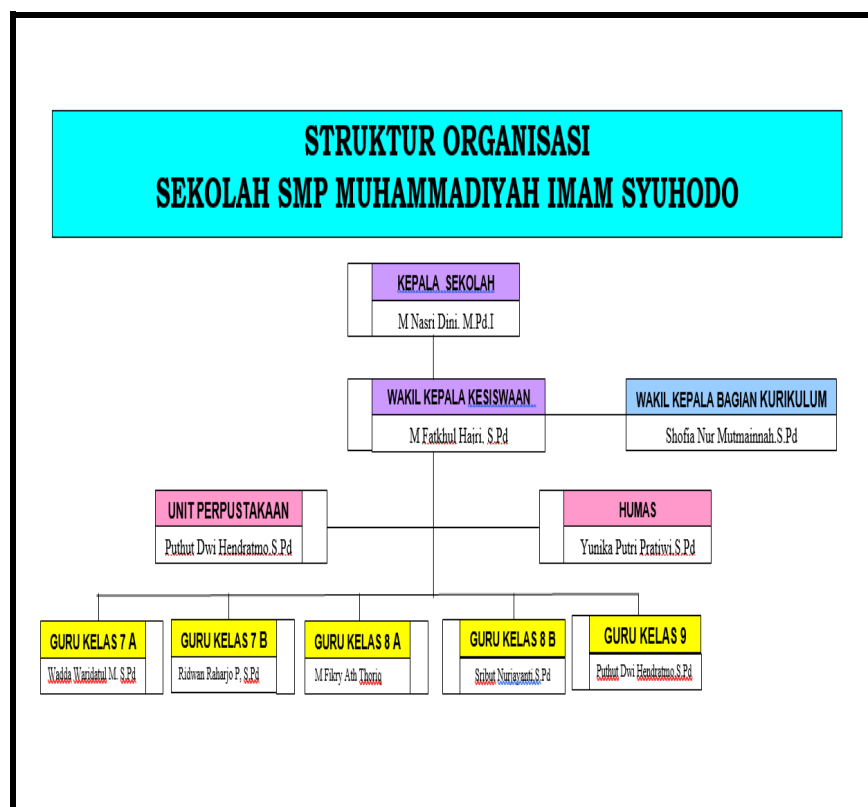 STRUKTUR ORGANISASI
SEKOLAH SMP MUHAMMADIYAH IMAM SYUHODO
KEPALA SEKOLAH
M Nasri Dini. M.Pd.I
WAKIL KEPALA KESISWAAN
M Fatkhul Hajri. S.Pd
WAKIL KEPALA BAGIAN KURIKULUM
Shofia Nur Mutmainnah.S.Pd
UNIT PERPUSTAKAAN
Puthut Dwi Hendratmo.S.Pd
HUMAS
Yunika Putri Pratiwi.S.Pd
GURU KELAS 7 A
Wadda Waridatul M. S.Pd
GURU KELAS 7 B
Ridwan Raharjo P, S.Pd
GURU KELAS 8 A
M Fikry Ath Thoriq
GURU KELAS 8 B
Sribut Nurjayanti.S.Pd
GURU KELAS 9
Puthut Dwi Hendratmo.S.Pd